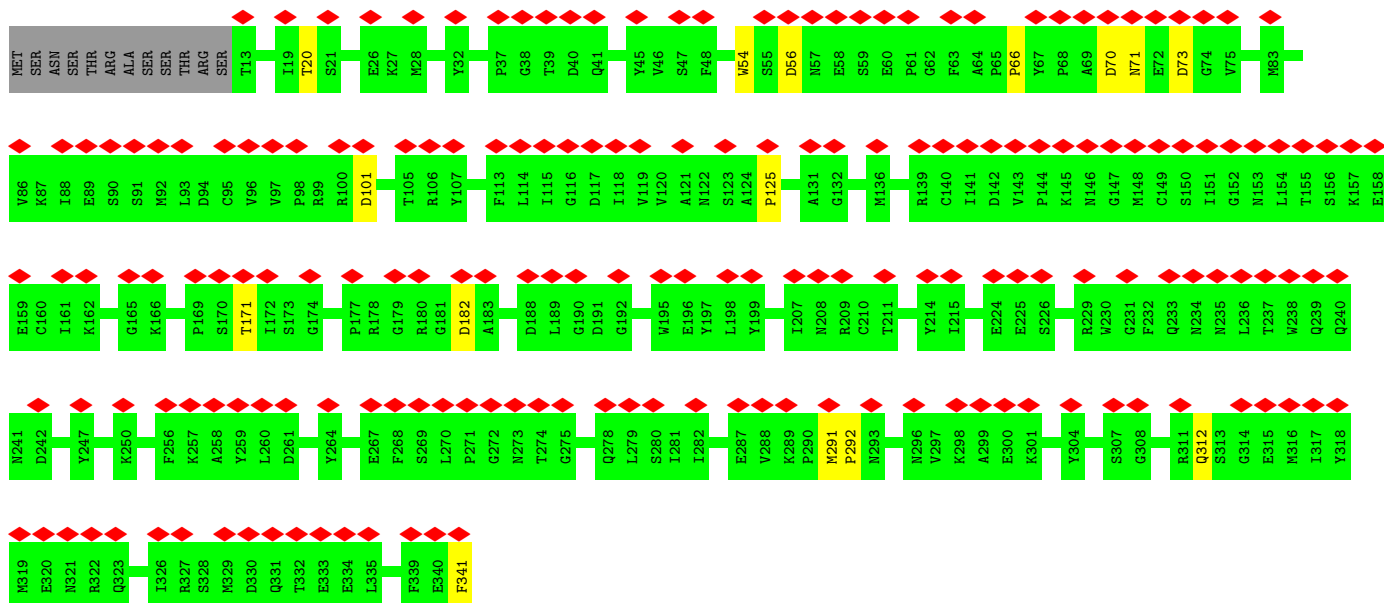 MET SER ASN SER THR ARG ALA SER SER THR ARG SER T13 I19 T20 S21 E26 K27 M28 Y32 P37 G38 T39 D40 Q41 Y45 V46 S47 F48 W54 S55 D56 N57 E58 S59 E60 P61 G62 F63 A64 P65 P66 Y67 P68 A69 D70 N71 E72 D73 G74 V75 M83
V86 K87 I88 E89 S90 S91 M92 L93 D94 C95 V96 V97 P98 R99 R100 D101 T105 R106 Y107 F113 L114 I115 G116 D117 I118 V119 V120 A121 N122 S123 A124 P125 A131 G132 M136 R139 C140 I141 D142 V143 P144 K145 N146 G147 M148 C149 S150 I151 G152 N153 L154 T155 S156 K157 E158
E159 C160 I161 K162 G165 K166 P169 S170 T171 I172 S173 G174 P177 R178 G179 R180 G181 D182 A183 D188 L189 G190 D191 G192 W195 E196 Y197 L198 Y199 I207 N208 R209 C210 T211 Y214 I215 E224 E225 S226 R229 W230 G231 F232 Q233 N234 N235 L236 T237 W238 Q239 Q240
N241 D242 Y247 K250 F256 K257 A258 Y259 L260 D261 Y264 E267 F268 S269 L270 P271 G272 N273 T274 G275 Q278 L279 S280 I281 I282 E287 V288 K289 P290 M291 P292 N293 N296 V297 K298 A299 E300 K301 Y304 S307 G308 R311 Q312 S313 G314 E315 M316 I317 Y318
M319 E320 N321 R322 Q323 I326 R327 S328 M329 D330 Q331 T332 E333 E334 L335 F339 E340 F341